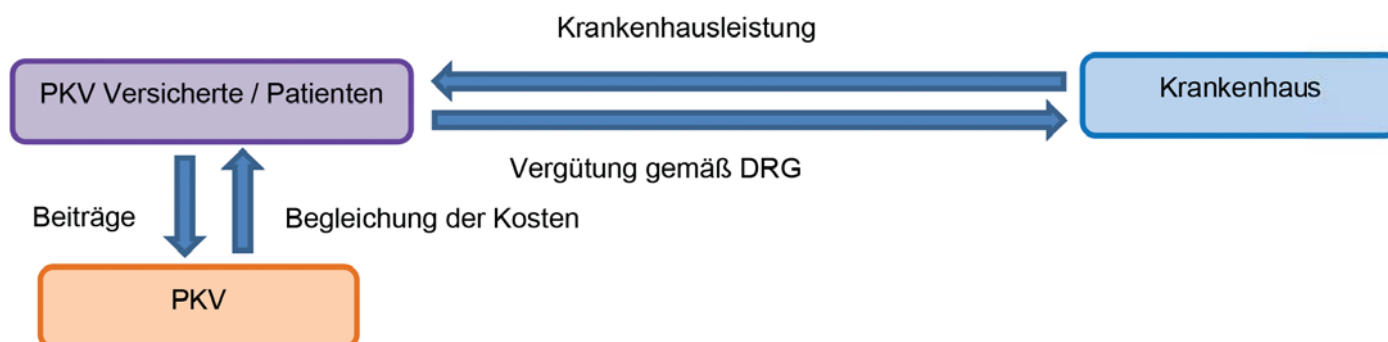 Krankenhausleistung
PKV Versicherte / Patienten
Krankenhaus
Vergütung gemäß DRG
Beiträge
Begleichung der Kosten
PKV